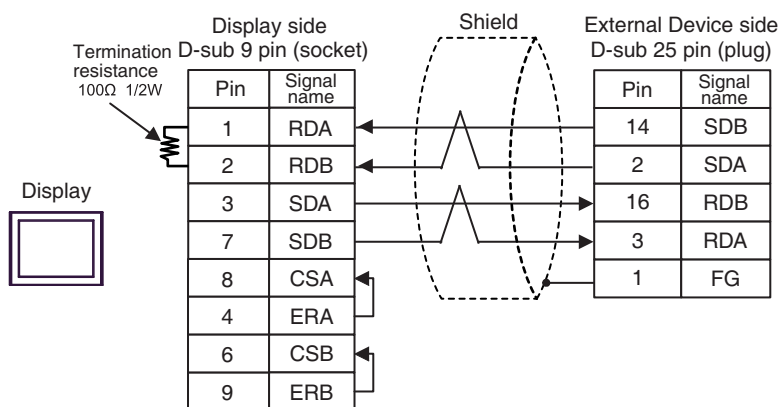 Display side
D-sub 9 pin (socket)
Shield
External Device side
D-sub 25 pin (plug)
Termination
resistance
100Ω 1/2W
Display
Pin Signal name
1 RDA
2 RDB
3 SDA
7 SDB
8 CSA
4 ERA
6 CSB
9 ERB
Pin Signal name
14 SDB
2 SDA
16 RDB
3 RDA
1 FG